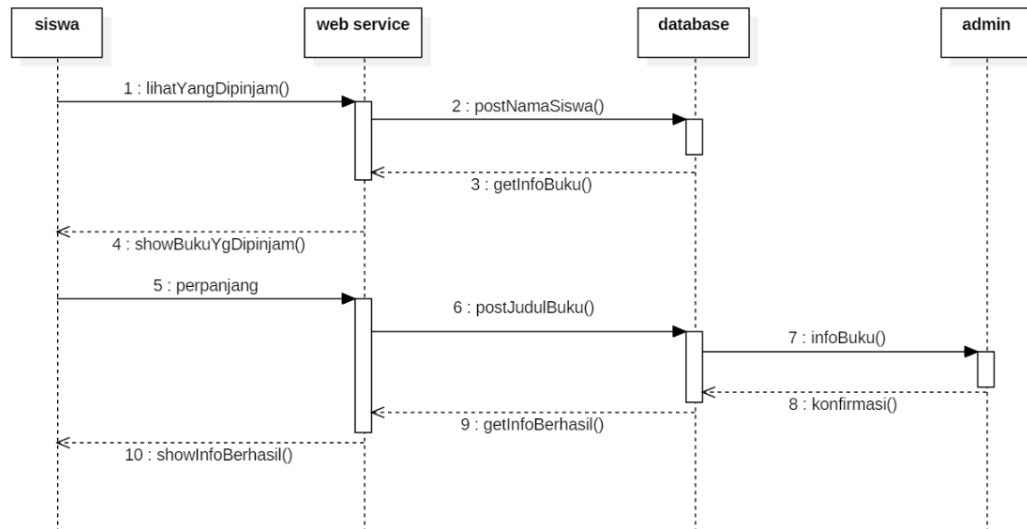 siswa
web service
database
admin
1 : lihatYangDipinjam()
2 : postNamaSiswa()
3 : getInfoBuku()
4 : showBukuYgDipinjam()
5 : perpanjang
6 : postJudulBuku()
7 : infoBuku()
8 : konfirmasi()
9 : getInfoBerhasil()
10 : showInfoBerhasil()